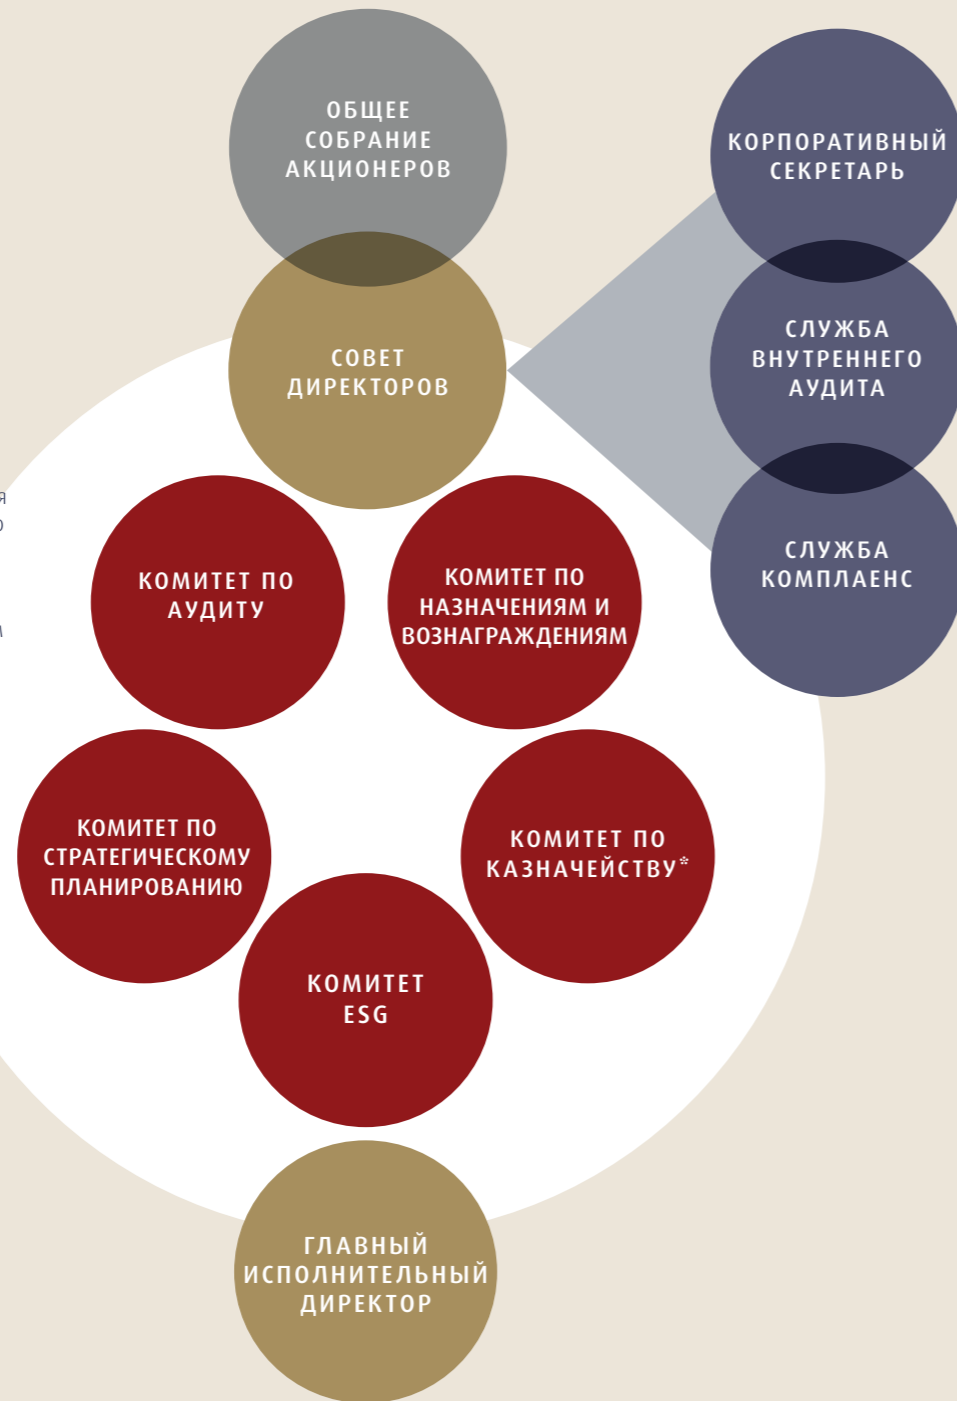 ОБЩЕЕ
СОБРАНИЕ
АКЦИОНЕРОВ
КОРПОРАТИВНЫЙ
СЕКРЕТАРЬ
СОВЕТ
ДИРЕКТОРОВ
СЛУЖБА
ВНУТРЕННЕГО
АУДИТА
СЛУЖБА
КОМПЛАЕНС
КОМИТЕТ ПО
АУДИТУ
КОМИТЕТ ПО
НАЗНАЧЕНИЯМ И
ВОЗНАГРАЖДЕНИЯМ
КОМИТЕТ ПО
СТРАТЕГИЧЕСКОМУ
ПЛАНИРОВАНИЮ
КОМИТЕТ ПО
КАЗНАЧЕЙСТВУ*
КОМИТЕТ
ESG
ГЛАВНЫЙ
ИСПОЛНИТЕЛЬНЫЙ
ДИРЕКТОР